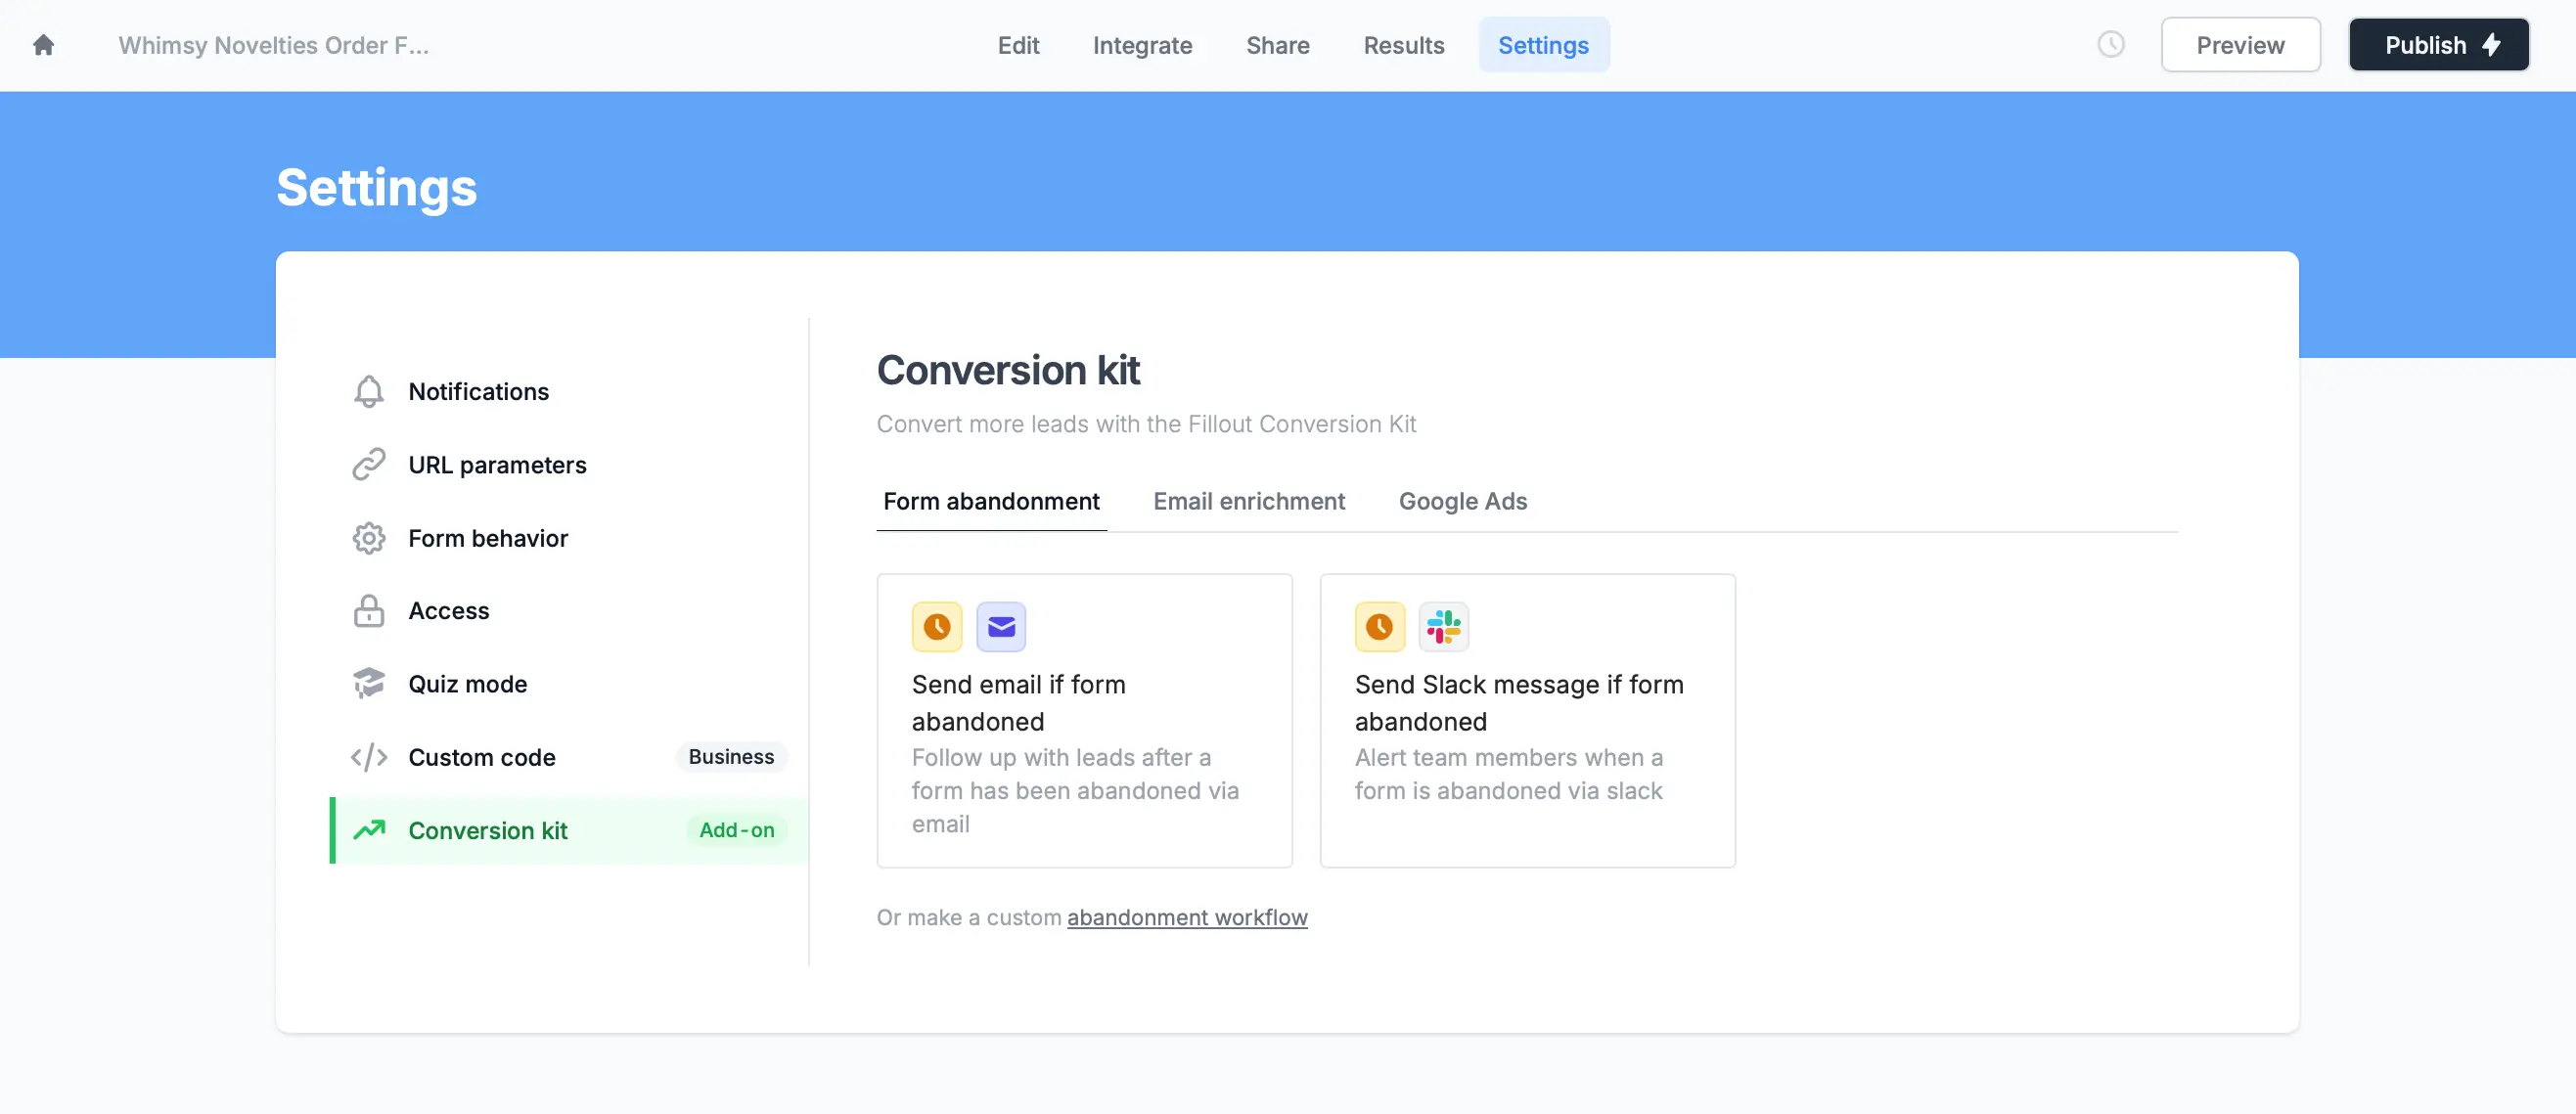 Whimsy Novelties Order F...
Edit
Integrate
Share
Results
Settings
Preview
Publish
Settings
Notifications
URL parameters
Form behavior
Access
Quiz mode
Custom code
Business
Conversion kit
Add-on
Conversion kit
Convert more leads with the Fillout Conversion Kit
Form abandonment
Email enrichment
Google Ads
Send email if form
abandoned
Follow up with leads after a
form has been abandoned via
email
Send Slack message if form
abandoned
Alert team members when a
form is abandoned via slack
Or make a custom abandonment workflow